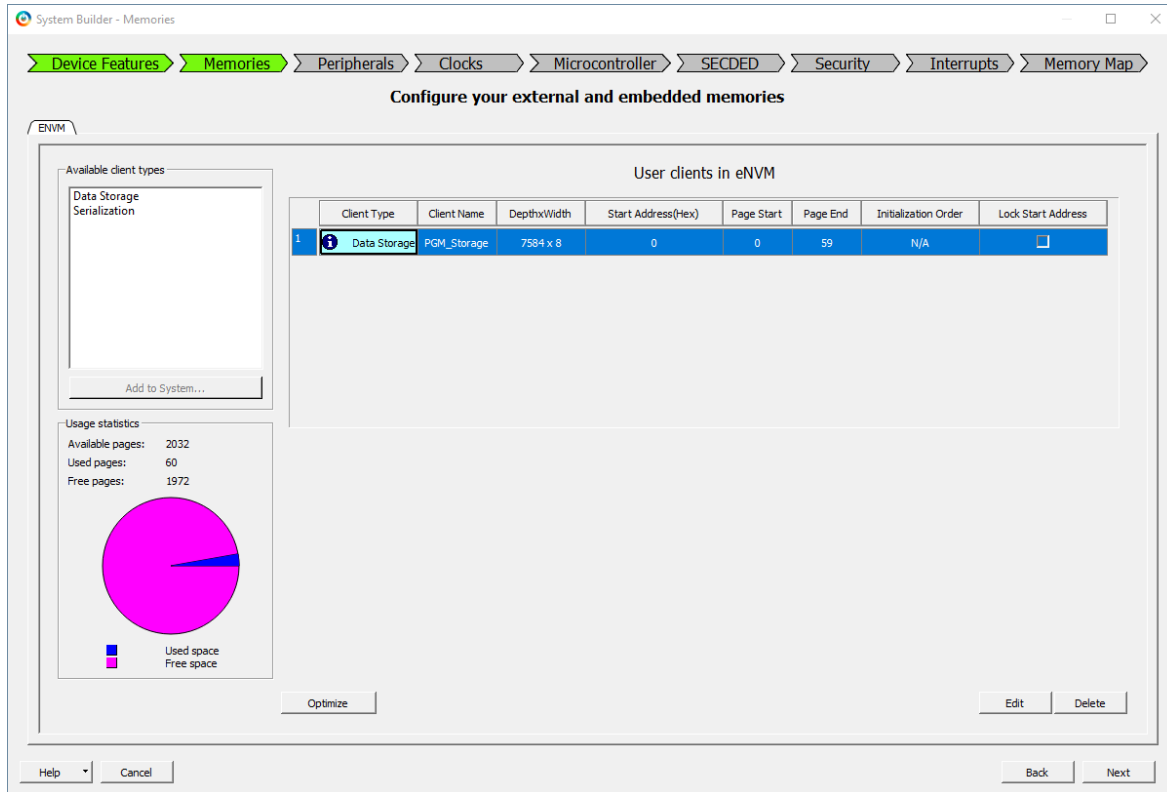 System Builder - Memories
Device Features Memories Peripherals Clocks Microcontroller SECDED Security Interrupts Memory Map
Configure your external and embedded memories
ENVM
Available client types
Data Storage
Serialization
Add to System...
Usage statistics
Available pages: 2032
Used pages: 60
Free pages: 1972
Used space
Free space
User clients in eNVM
Client Type Client Name DepthxWidth Start Address(Hex) Page Start Page End Initialization Order Lock Start Address
1 Data Storage PGM_Storage 7584 x 8 0 0 59 N/A
Optimize Edit Delete
Help Cancel Back Next